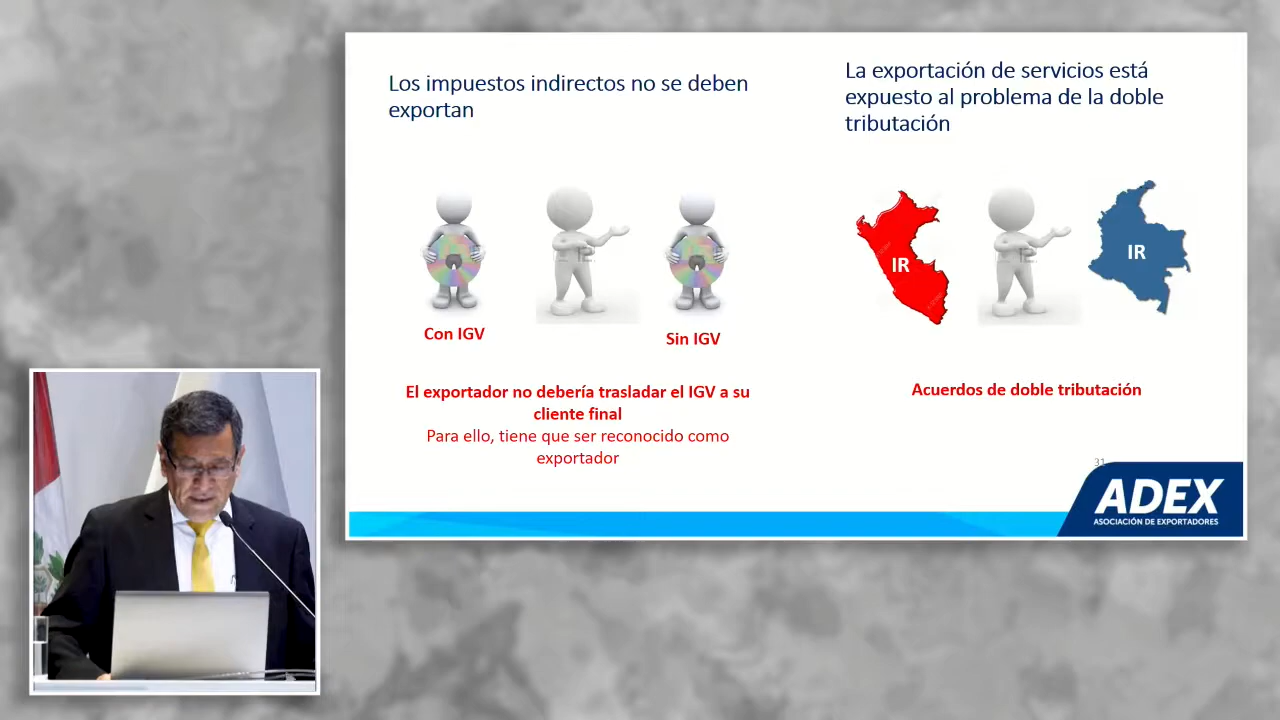 Los impuestos indirectos no se deben
exportan
Con IGV
Sin IGV
El exportador no debería trasladar el IGV a su
cliente final
Para ello, tiene que ser reconocido como
exportador
La exportación de servicios está
expuesto al problema de la doble
tributación
IR
IR
Acuerdos de doble tributación
31
ADEX
ASOCIACIÓN DE EXPORTADORES